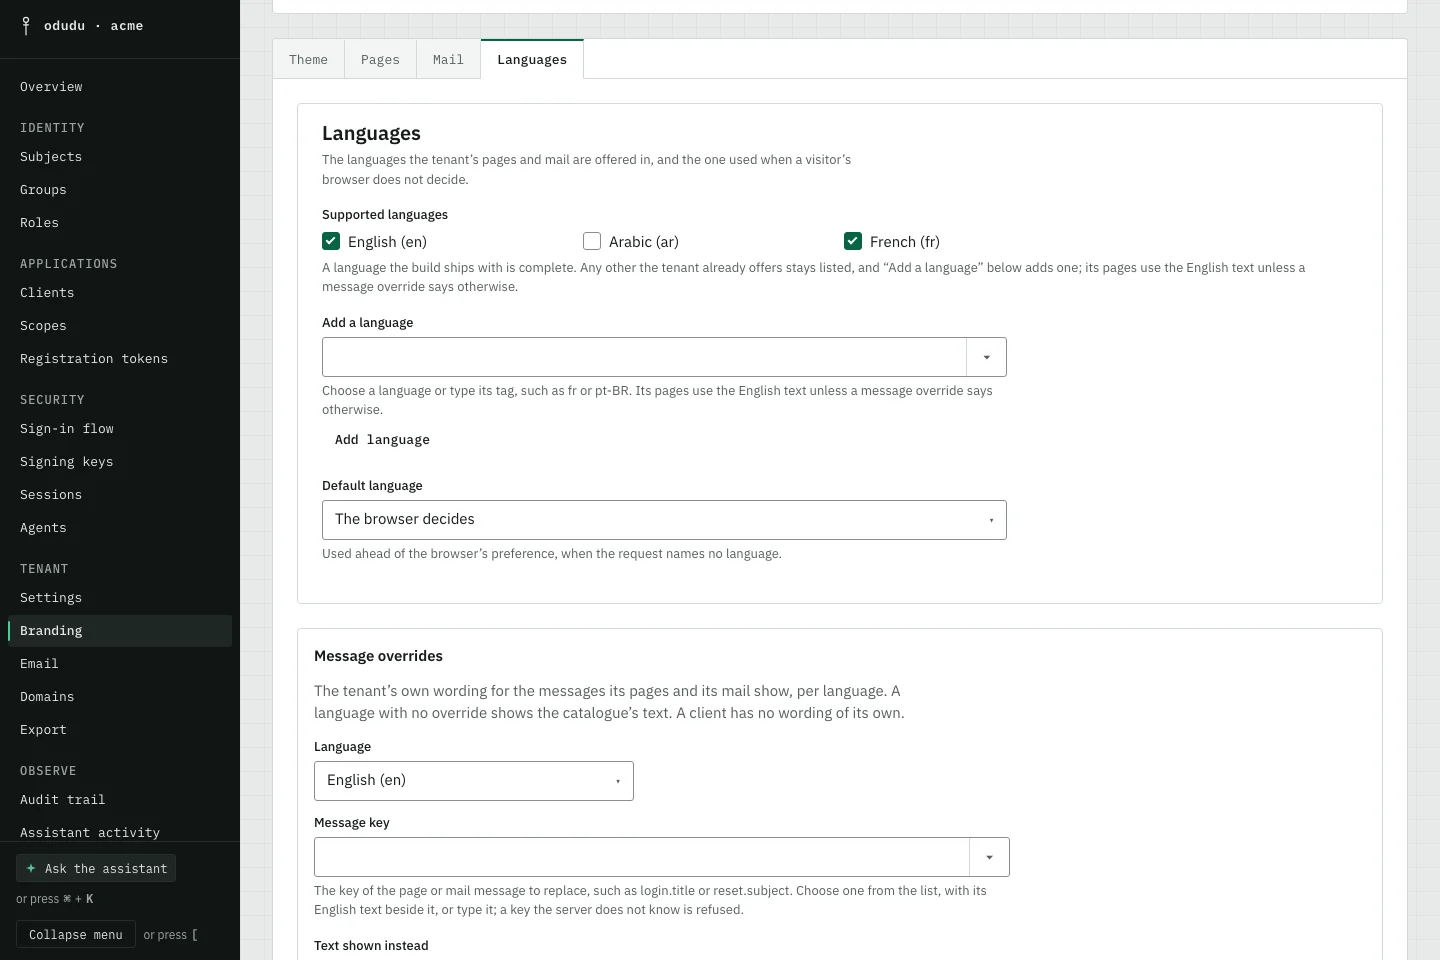 odudu · acme
Overview
IDENTITY
Subjects
Groups
Roles
APPLICATIONS
Clients
Scopes
Registration tokens
SECURITY
Sign-in flow
Signing keys
Sessions
Agents
TENANT
Settings
Branding
Email
Domains
Export
OBSERVE
Audit trail
Assistant activity
Ask the assistant
or press ⌘ + K
Collapse menu or press [
Theme Pages Mail Languages
Languages
The languages the tenant’s pages and mail are offered in, and the one used when a visitor’s
browser does not decide.
Supported languages
English (en) Arabic (ar) French (fr)
A language the build ships with is complete. Any other the tenant already offers stays listed, and “Add a language” below adds one; its pages use the English text unless a
message override says otherwise.
Add a language
Choose a language or type its tag, such as fr or pt-BR. Its pages use the English text unless a message override says
otherwise.
Add language
Default language
The browser decides
Used ahead of the browser’s preference, when the request names no language.
Message overrides
The tenant’s own wording for the messages its pages and its mail show, per language. A
language with no override shows the catalogue’s text. A client has no wording of its own.
Language
English (en)
Message key
The key of the page or mail message to replace, such as login.title or reset.subject. Choose one from the list, with its
English text beside it, or type it; a key the server does not know is refused.
Text shown instead